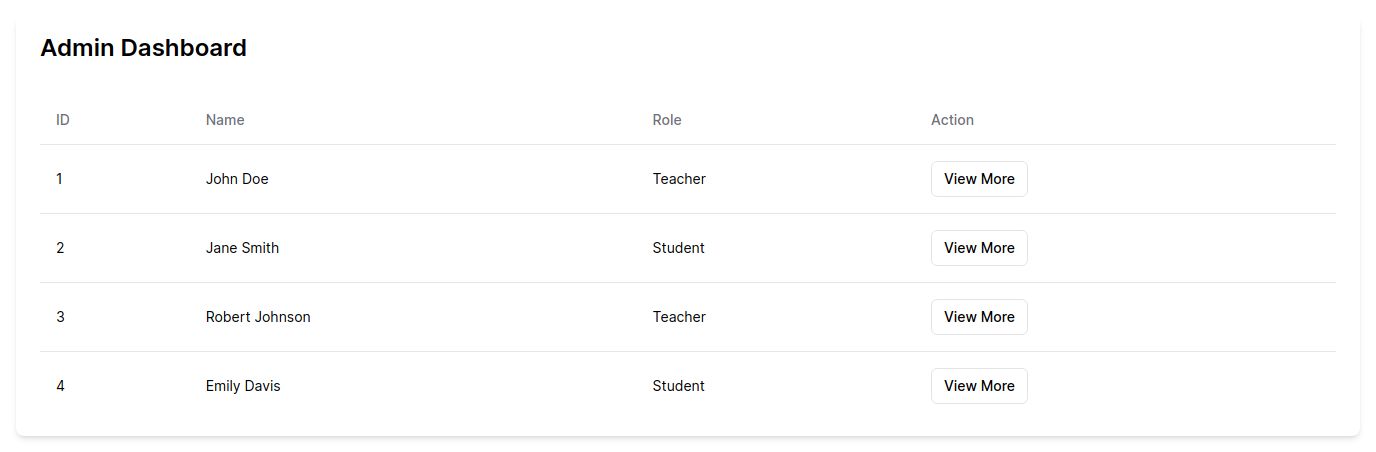 Admin Dashboard
ID Name Role Action
1 John Doe Teacher View More
2 Jane Smith Student View More
3 Robert Johnson Teacher View More
4 Emily Davis Student View More